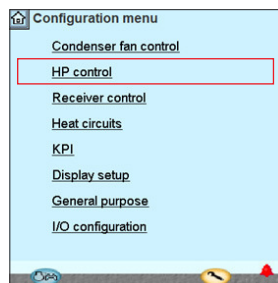 Configuration menu
Condenser fan control
HP control
Receiver control
Heat circuits
KPI
Display setup
General purpose
I/O configuration